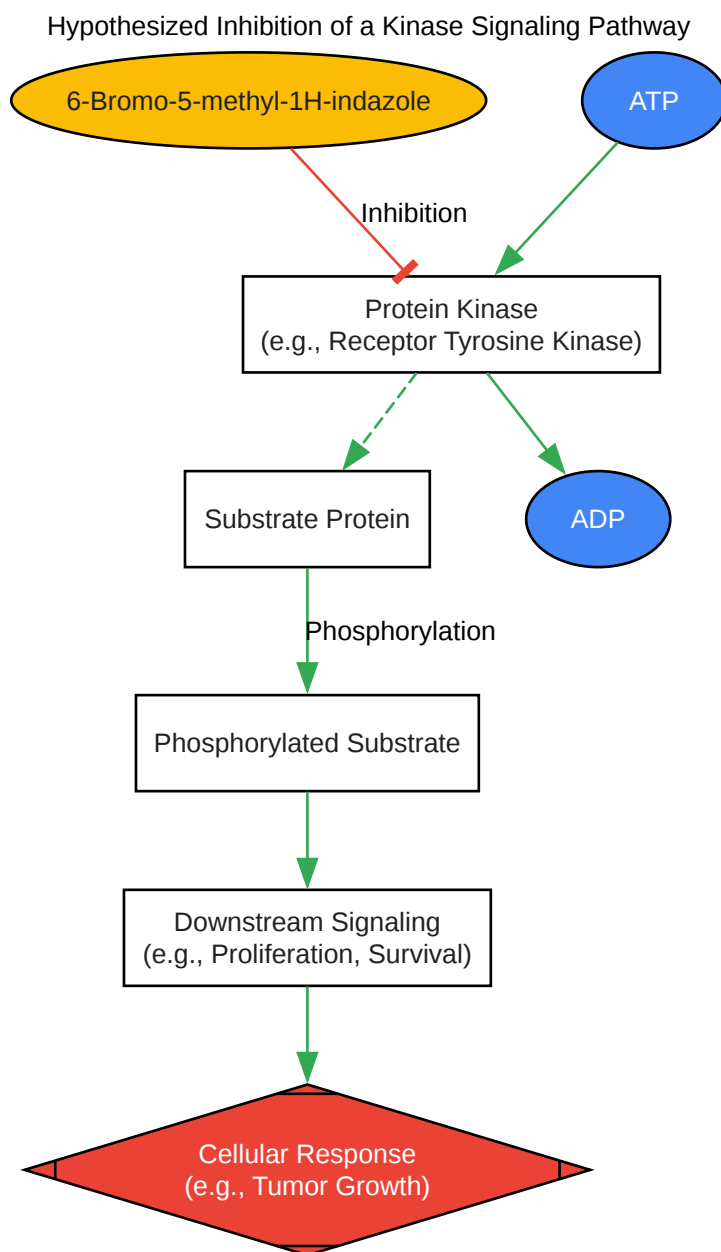 Hypothesized Inhibition of a Kinase Signaling Pathway
6-Bromo-5-methyl-1H-indazole
ATP
Inhibition
Protein Kinase
(e.g., Receptor Tyrosine Kinase)
Substrate Protein
ADP
Phosphorylation
Phosphorylated Substrate
Downstream Signaling
(e.g., Proliferation, Survival)
Cellular Response
(e.g., Tumor Growth)